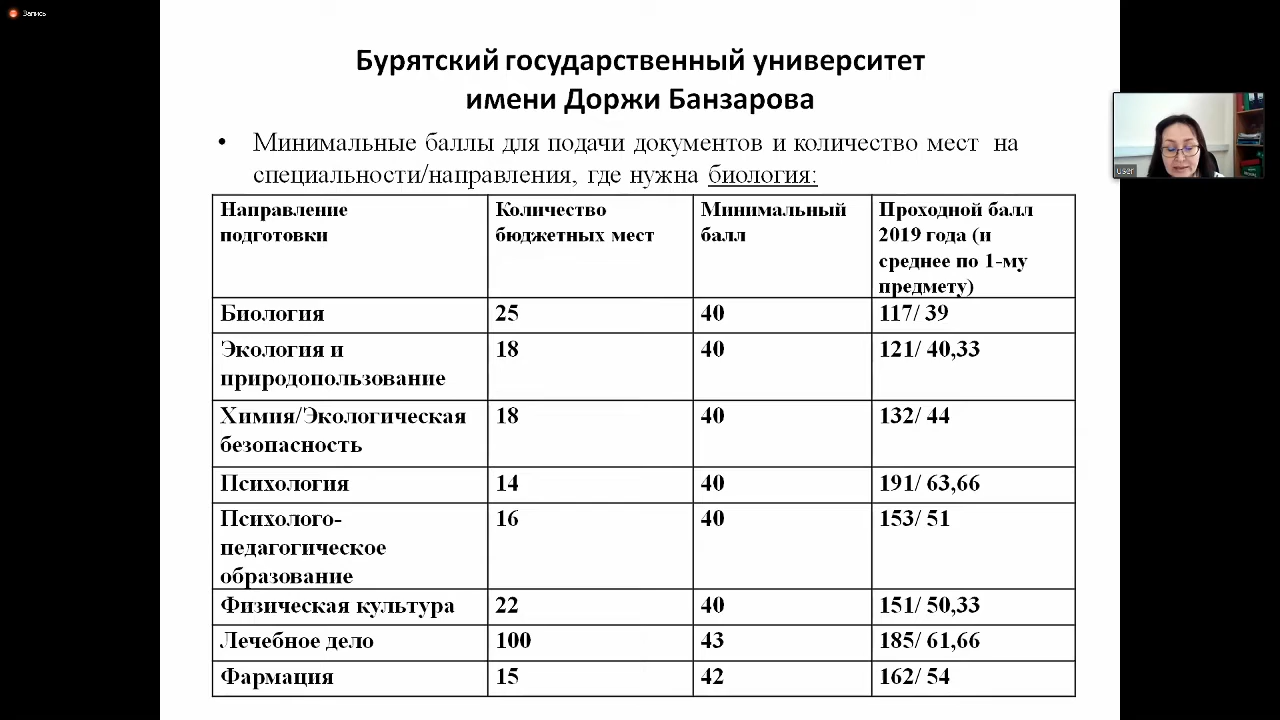 Запись
Бурятский государственный университет
имени Доржи Банзарова
• Минимальные баллы для подачи документов и количество мест на
специальности/направления, где нужна биология:
Направление
подготовки
Количество
бюджетных мест
Минимальный
балл
Проходной балл
2019 года (и
среднее по 1-му
предмету)
Биология 25 40 117/ 39
Экология и 18 40 121/ 40,33
природопользование
Химия/Экологическая 18 40 132/ 44
безопасность
Психология 14 40 191/ 63,66
Психолого- 16 40 153/ 51
педагогическое
образование
Физическая культура 22 40 151/ 50,33
Лечебное дело 100 43 185/ 61,66
Фармация 15 42 162/ 54
user